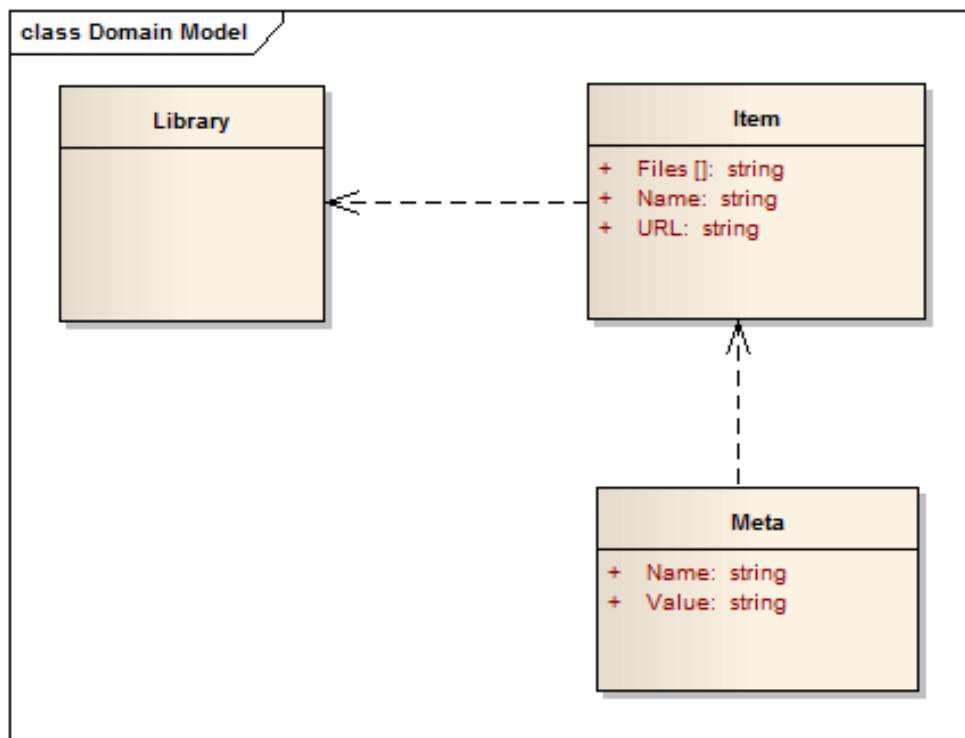 class Domain Model
Library
Item
+ Files []: string
+ Name: string
+ URL: string
Meta
+ Name: string
+ Value: string